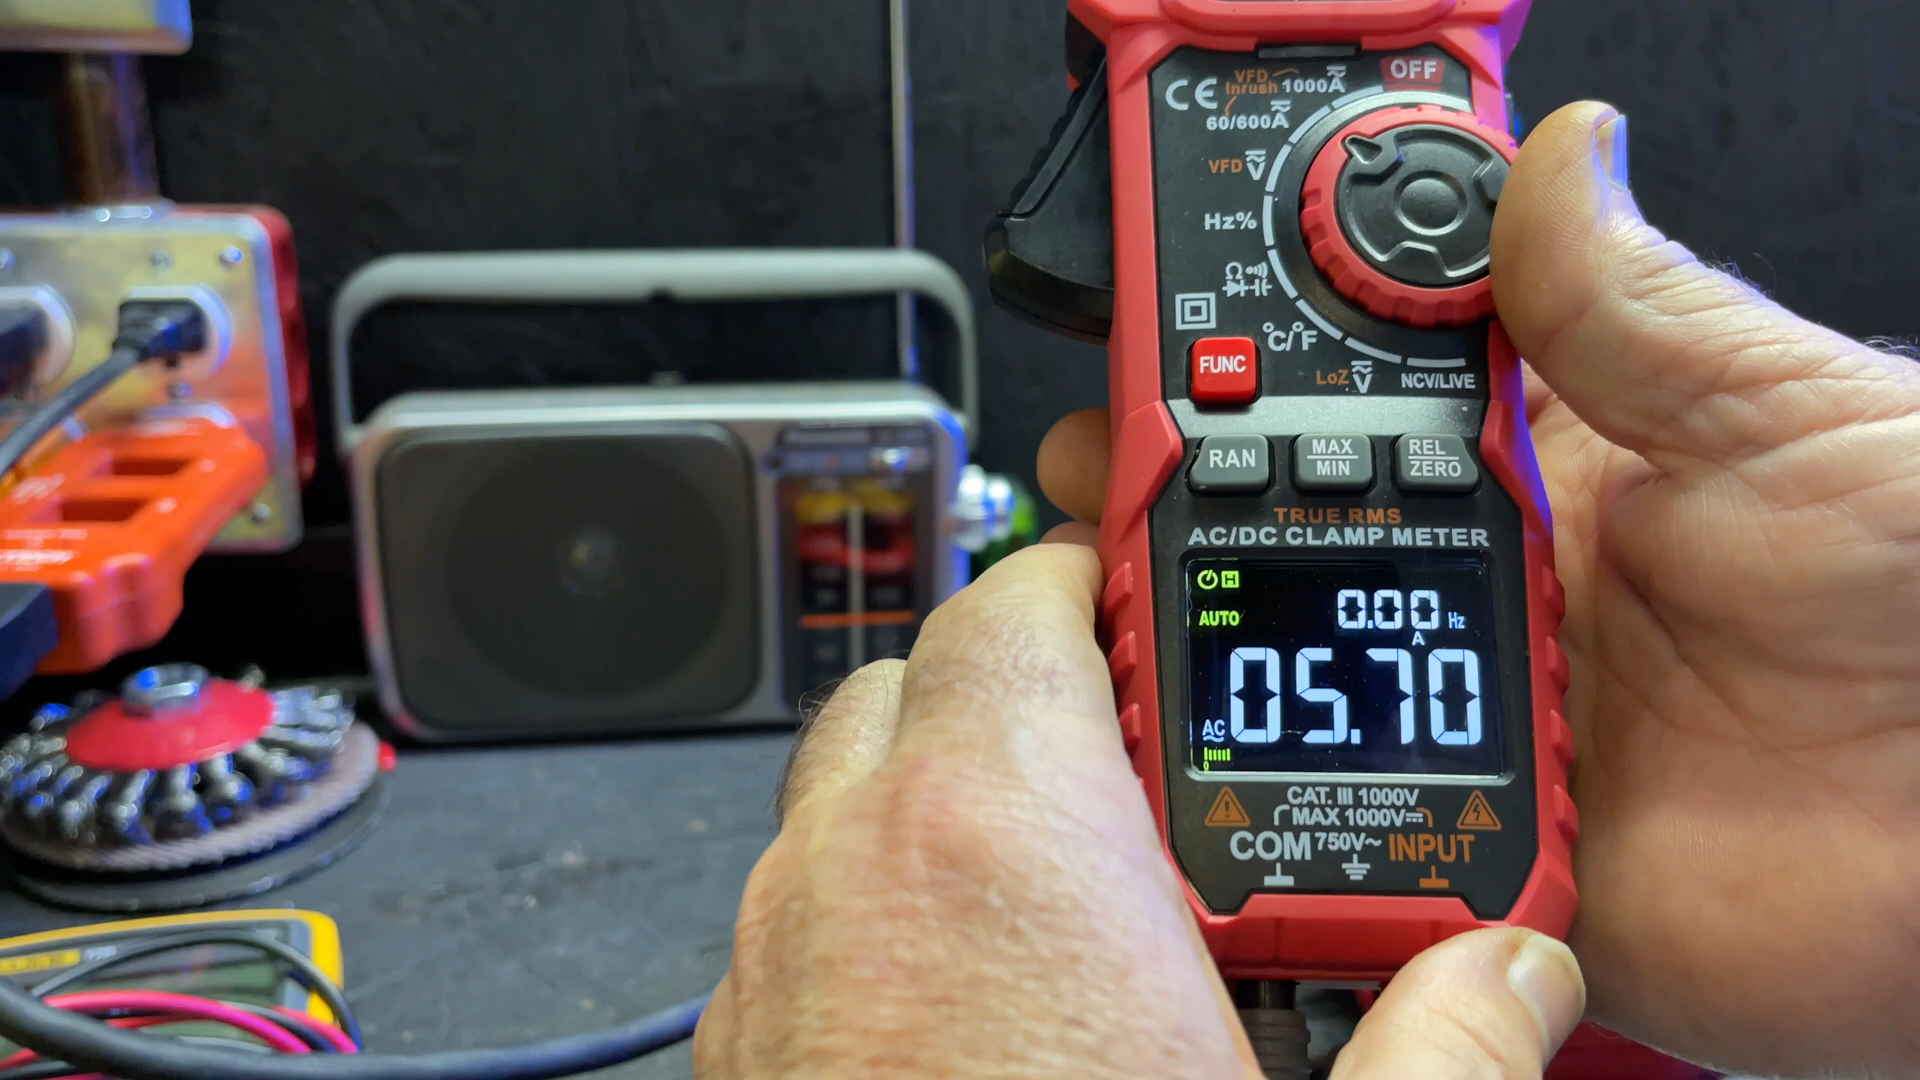 CE
VFD
Inrush 1000A
OFF
60/600A
VFD V
Hz%
Ω
°C/°F
FUNC
LoZ V
NCV/LIVE
RAN
MAX
MIN
REL
ZERO
TRUE RMS
AC/DC CLAMP METER
H
AUTO
0.00 Hz
A
AC 05.70
0
CAT. III 1000V
MAX 1000V
COM 750V~ INPUT